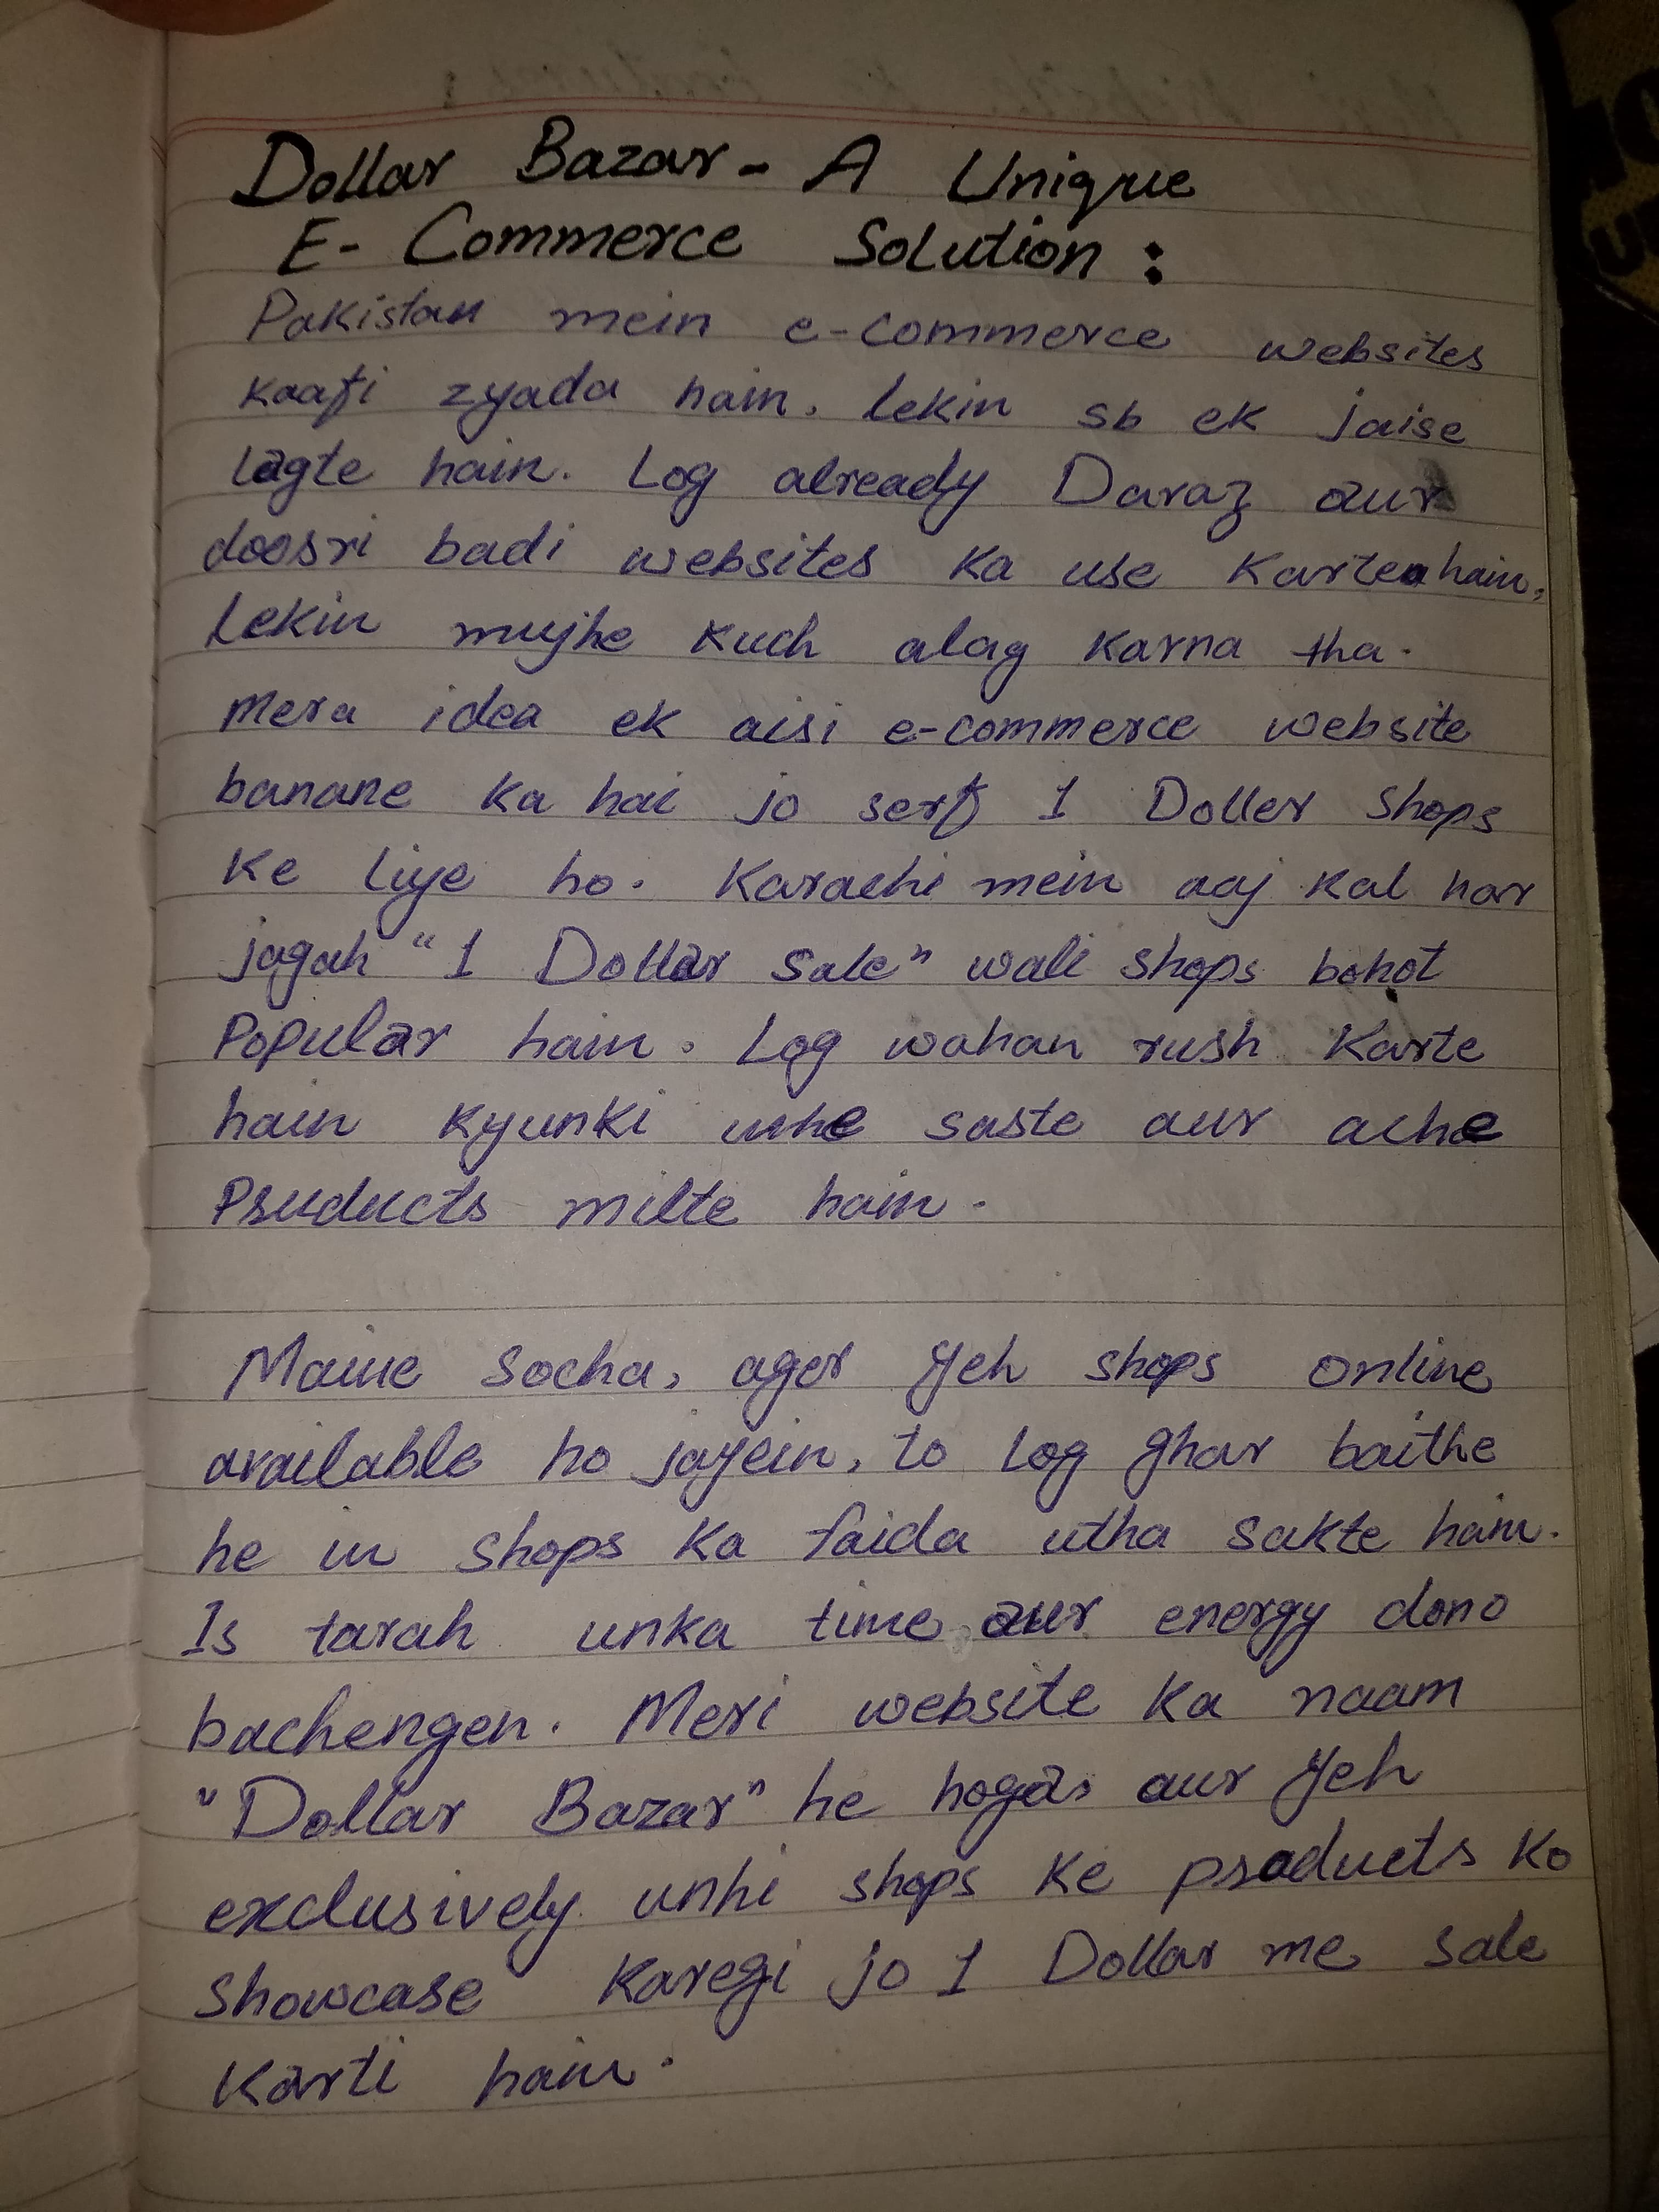 Dollar Bazar - A Unique
E-Commerce Solution :
Pakistan mein e-commerce websites
kaafi zyada hain. lekin sb ek jaise
lagte hain. Log already Daraz aur
doosri badi websites ka use karte hain,
lekin mujhe kuch alag karna tha.
Mera idea ek aisi e-commerce website
banane ka hai jo serf 1 Doller shops
ke liye ho. Karachi mein aaj kal har
jagah "1 Dollar Sale" wali shops bohot
Popular hain. Log wahan rush karte
hain kyunki unhe saste aur ache
Pruducts milte hain.
Maine socha, ager yeh shops online
available ho jayein, to log ghar baithe
he in shops ka faida utha sakte hain.
Is tarah unka time aur energy dono
bachengen. Meri website ka naam
"Dollar Bazar" he hoga, aur yeh
exclusively unhi shops ke products ko
showcase karegi jo 1 Dollar me sale
karti hain.